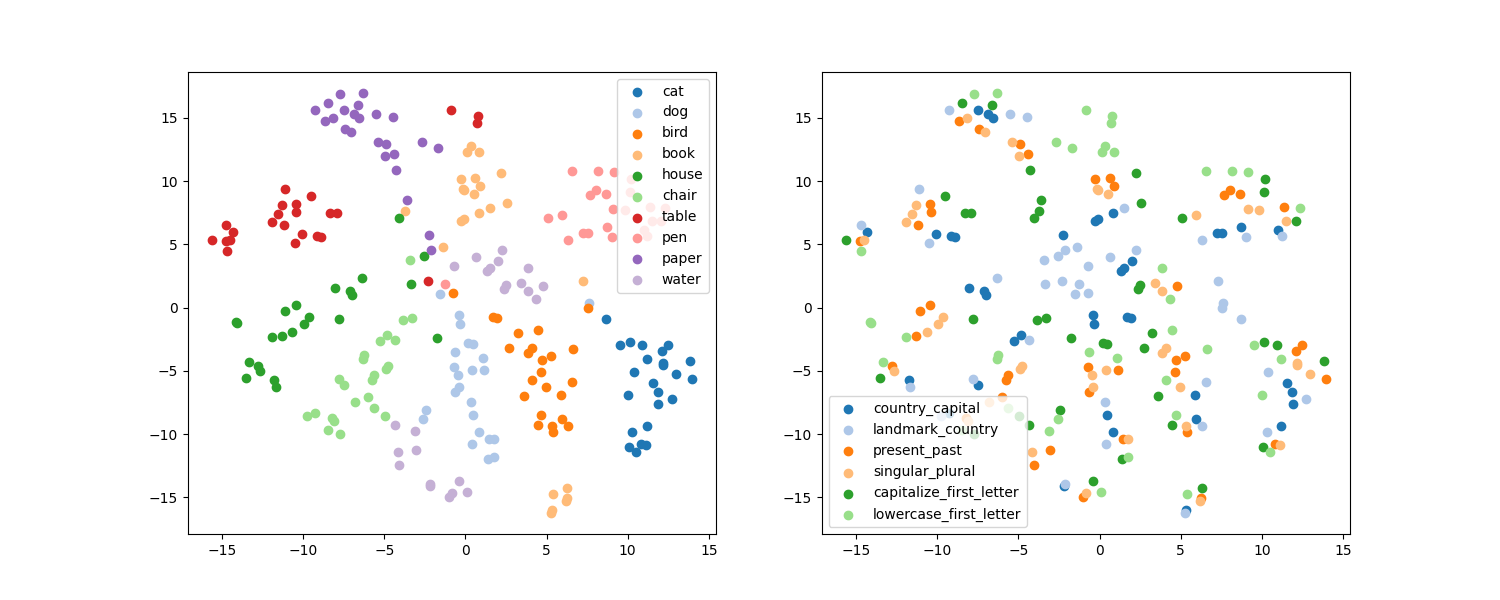 cat
dog
bird
book
house
chair
table
pen
paper
water
15
10
5
0
−5
−10
−15
−15
−10
−5
0
5
10
15
country_capital
landmark_country
present_past
singular_plural
capitalize_first_letter
lowercase_first_letter
15
10
5
0
−5
−10
−15
−15
−10
−5
0
5
10
15